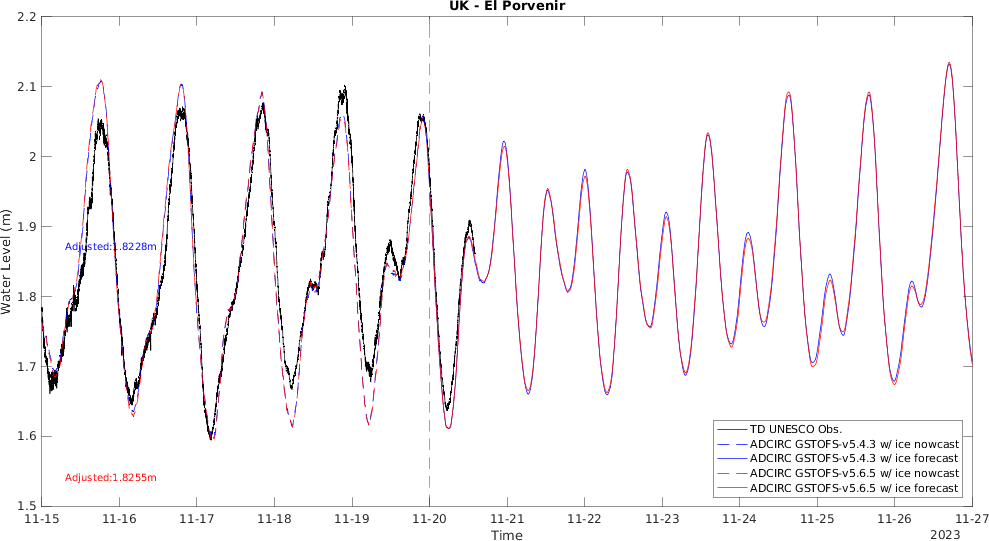 UK - El Porvenir
2.2
2.1
2
1.9
1.8
1.7
1.6
1.5
Water Level (m)
Adjusted:1.8228m
Adjusted:1.8255m
TD UNESCO Obs.
ADCIRC GSTOFS-v5.4.3 w/ ice nowcast
ADCIRC GSTOFS-v5.4.3 w/ ice forecast
ADCIRC GSTOFS-v5.6.5 w/ ice nowcast
ADCIRC GSTOFS-v5.6.5 w/ ice forecast
11-15 11-16 11-17 11-18 11-19 11-20 11-21 11-22 11-23 11-24 11-25 11-26 11-27
Time
2023